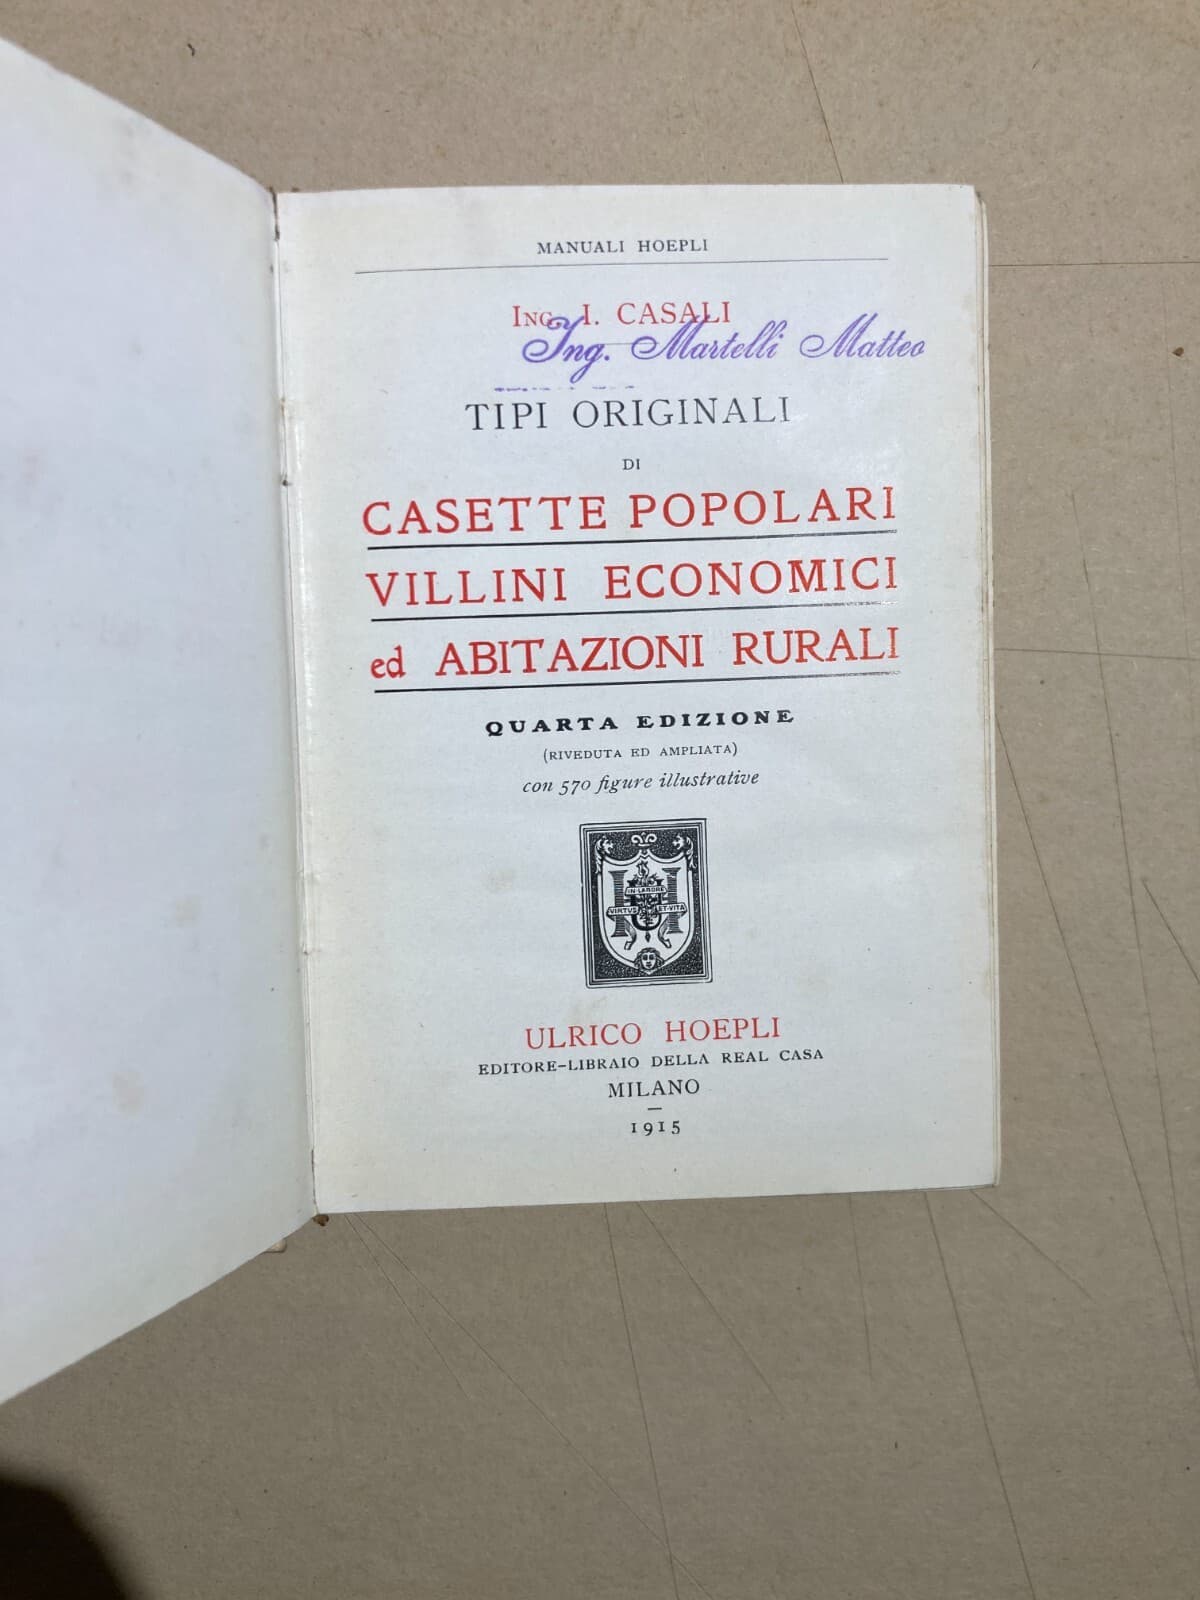 MANUALI HOEPLI
ING. I. CASALI
Ing. Martelli Matteo
TIPI ORIGINALI
DI
CASETTE POPOLARI
VILLINI ECONOMICI
ed ABITAZIONI RURALI
QUARTA EDIZIONE
(RIVEDUTA ED AMPLIATA)
con 570 figure illustrative
IN LABORE
VIRTVS ET VITA
ULRICO HOEPLI
EDITORE-LIBRAIO DELLA REAL CASA
MILANO
1915